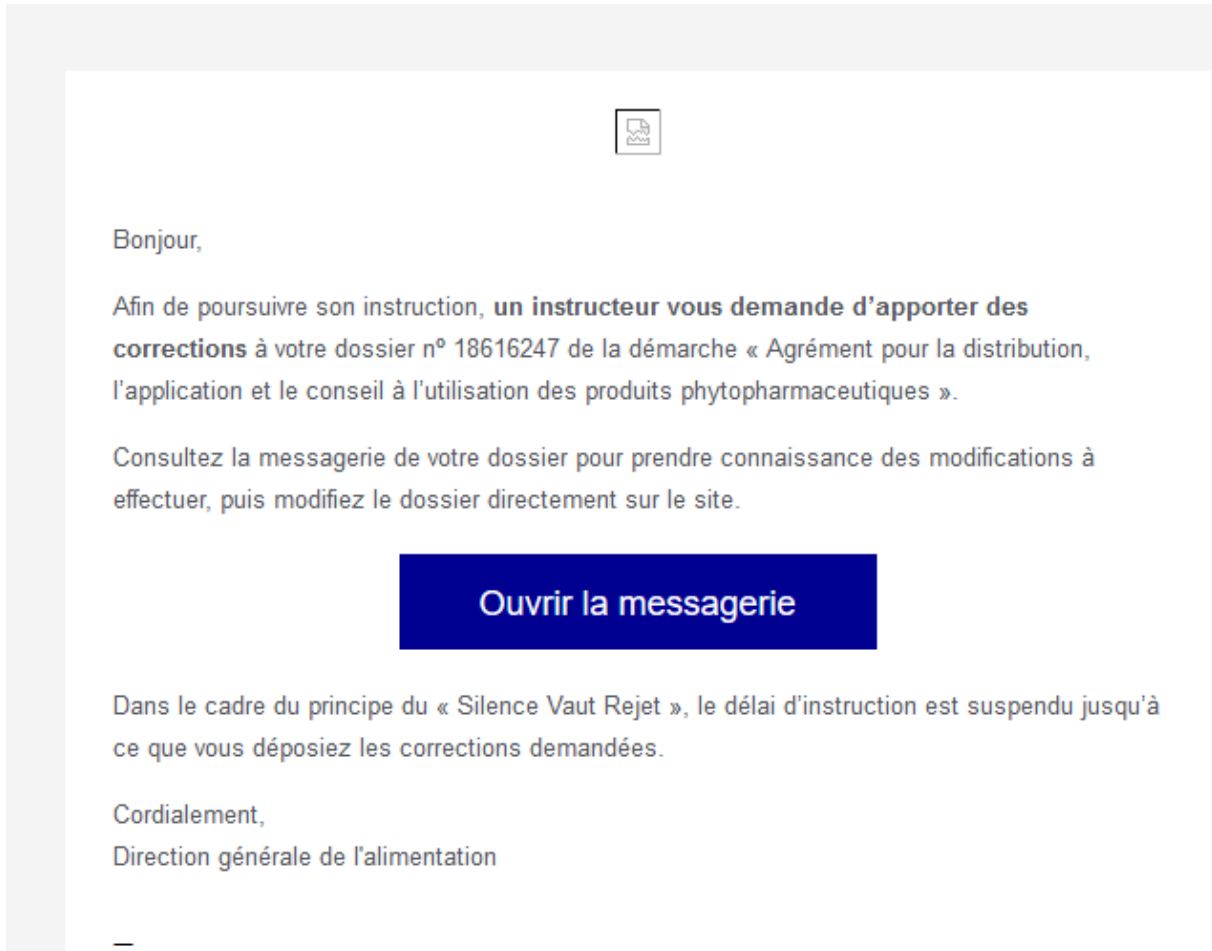 Bonjour,
Afin de poursuivre son instruction, un instructeur vous demande d’apporter des
corrections à votre dossier nº 18616247 de la démarche « Agrément pour la distribution,
l’application et le conseil à l’utilisation des produits phytopharmaceutiques ».
Consultez la messagerie de votre dossier pour prendre connaissance des modifications à
effectuer, puis modifiez le dossier directement sur le site.
Ouvrir la messagerie
Dans le cadre du principe du « Silence Vaut Rejet », le délai d’instruction est suspendu jusqu’à
ce que vous déposiez les corrections demandées.
Cordialement,
Direction générale de l'alimentation